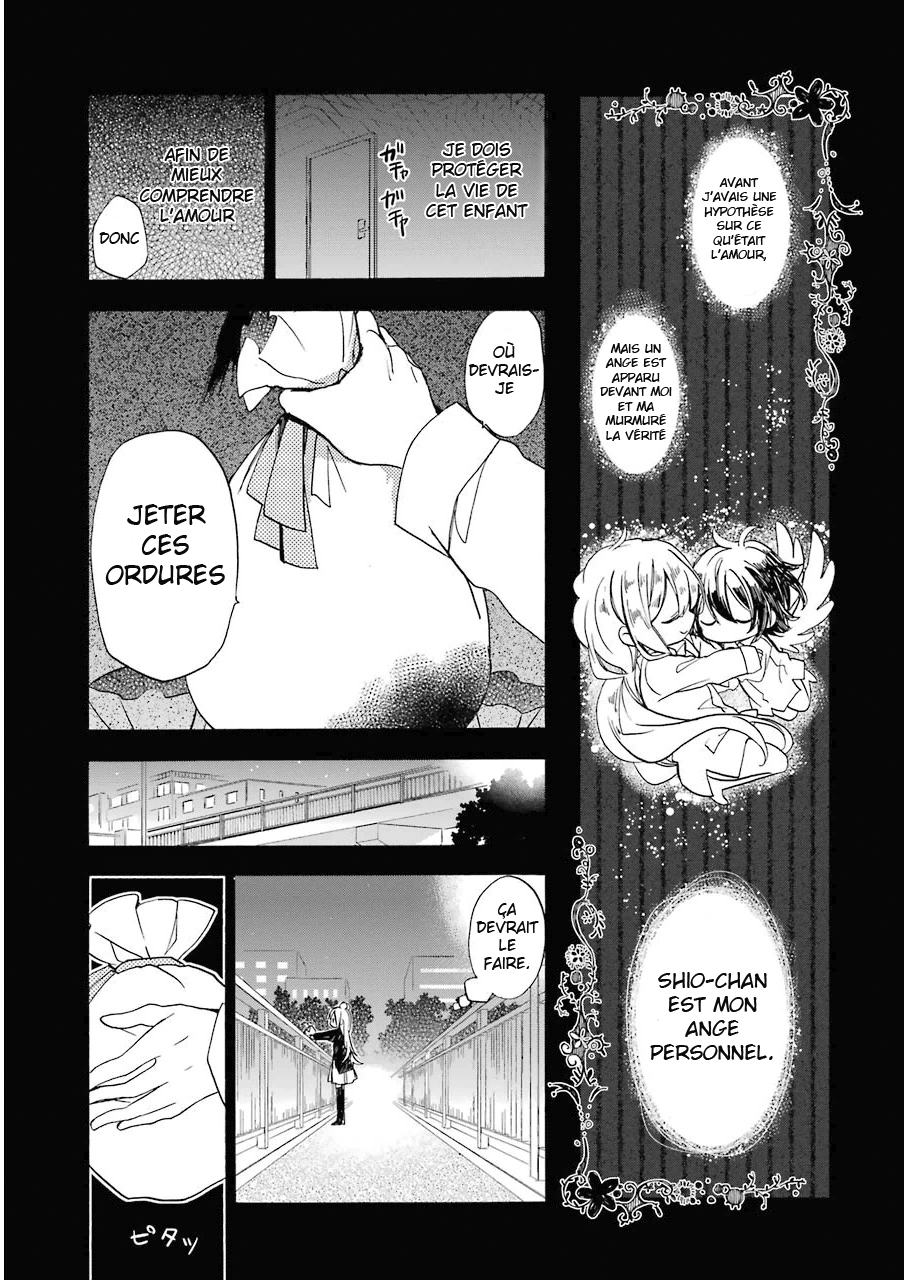 AVANT
J'AVAIS UNE
HYPOTHÈSE
SUR CE
QU'ÉTAIT
L'AMOUR,
MAIS UN
ANGE EST
APPARU
DEVANT MOI
ET MA
MURMURÉ
LA VÉRITÉ
SHIO-CHAN
EST MON
ANGE
PERSONNEL.
JE DOIS
PROTÉGER
LA VIE DE
CET ENFANT
ガチャ
ガチャ
AFIN DE
MIEUX
COMPRENDRE
L'AMOUR
DONC
OÙ
DEVRAIS-
JE
JETER
CES
ORDURES
ÇA
DEVRAIT
LE
FAIRE.
ピタッ